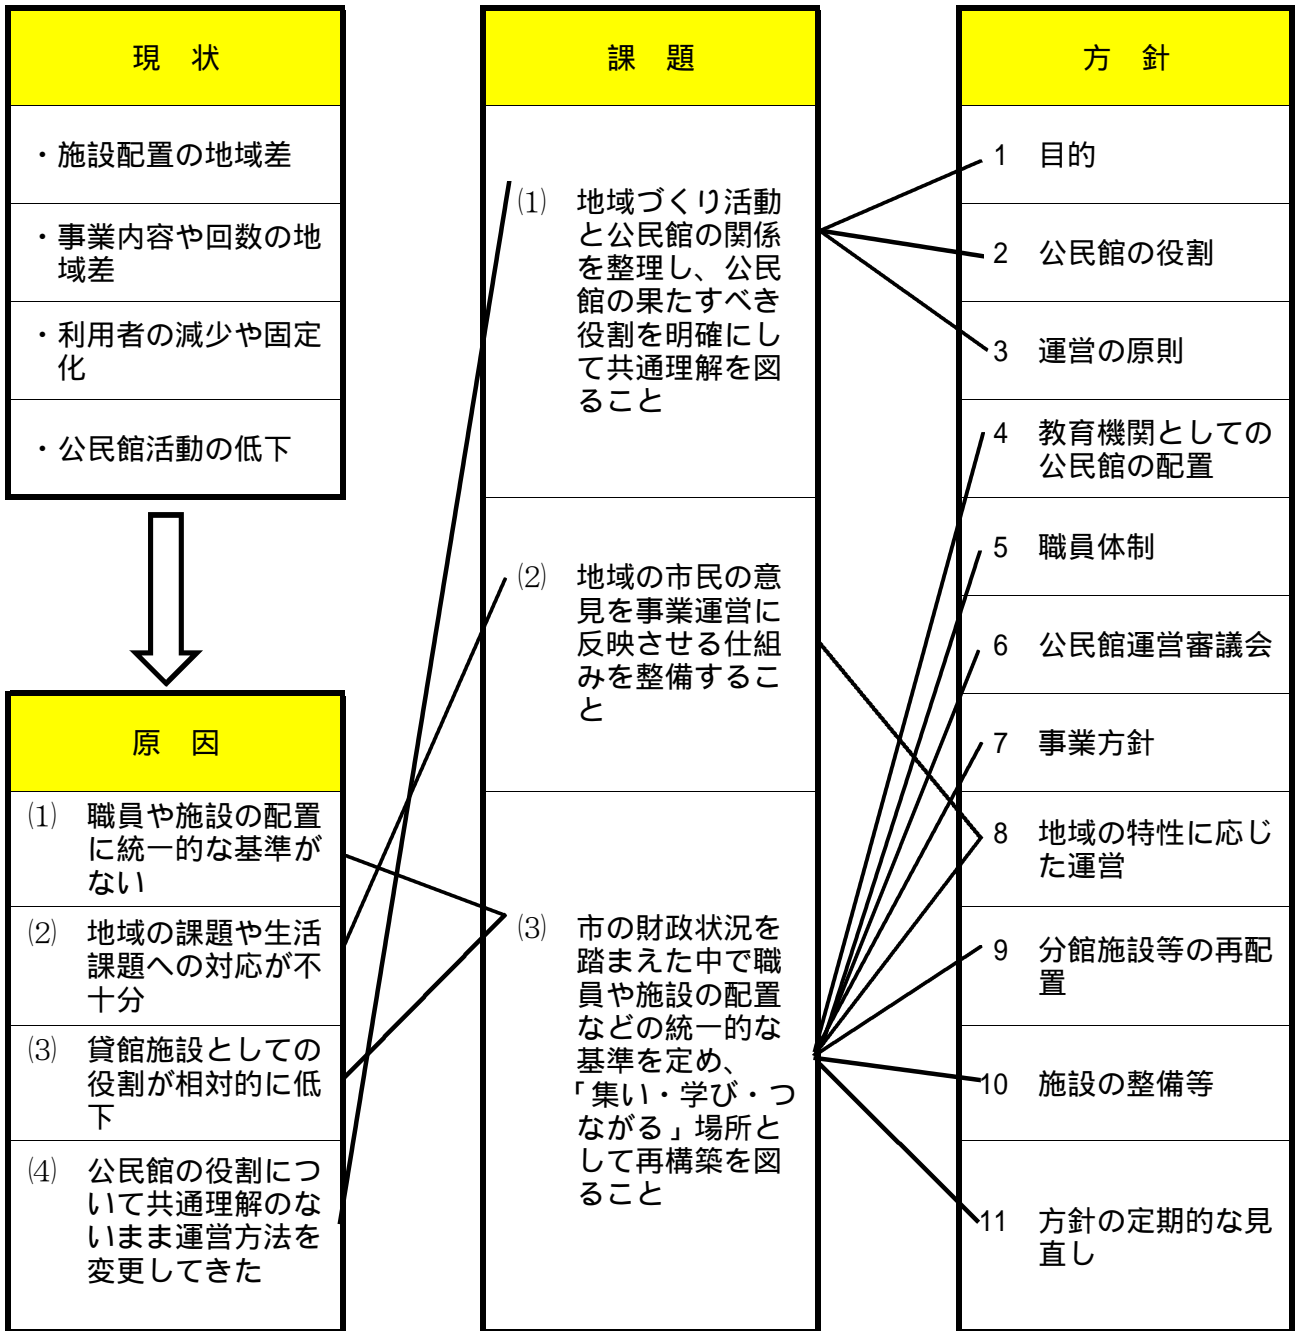 現　状
・施設配置の地域差
・事業内容や回数の地
域差
・利用者の減少や固定
化
・公民館活動の低下
原　因
⑴　職員や施設の配置
に統一的な基準が
ない
⑵　地域の課題や生活
課題への対応が不
十分
⑶　貸館施設としての
役割が相対的に低
下
⑷　公民館の役割につ
いて共通理解のな
いまま運営方法を
変更してきた
課　題
⑴　地域づくり活動
と公民館の関係
を整理し、公民
館の果たすべき
役割を明確にし
て共通理解を図
ること
⑵　地域の市民の意
見を事業運営に
反映させる仕組
みを整備するこ
と
⑶　市の財政状況を
踏まえた中で職
員や施設の配置
などの統一的な
基準を定め、
「集い・学び・つ
ながる」場所と
して再構築を図
ること
方　針
1　目的
2　公民館の役割
3　運営の原則
4　教育機関としての
公民館の配置
5　職員体制
6　公民館運営審議会
7　事業方針
8　地域の特性に応じ
た運営
9　分館施設等の再配
置
10　施設の整備等
11　方針の定期的な見
直し